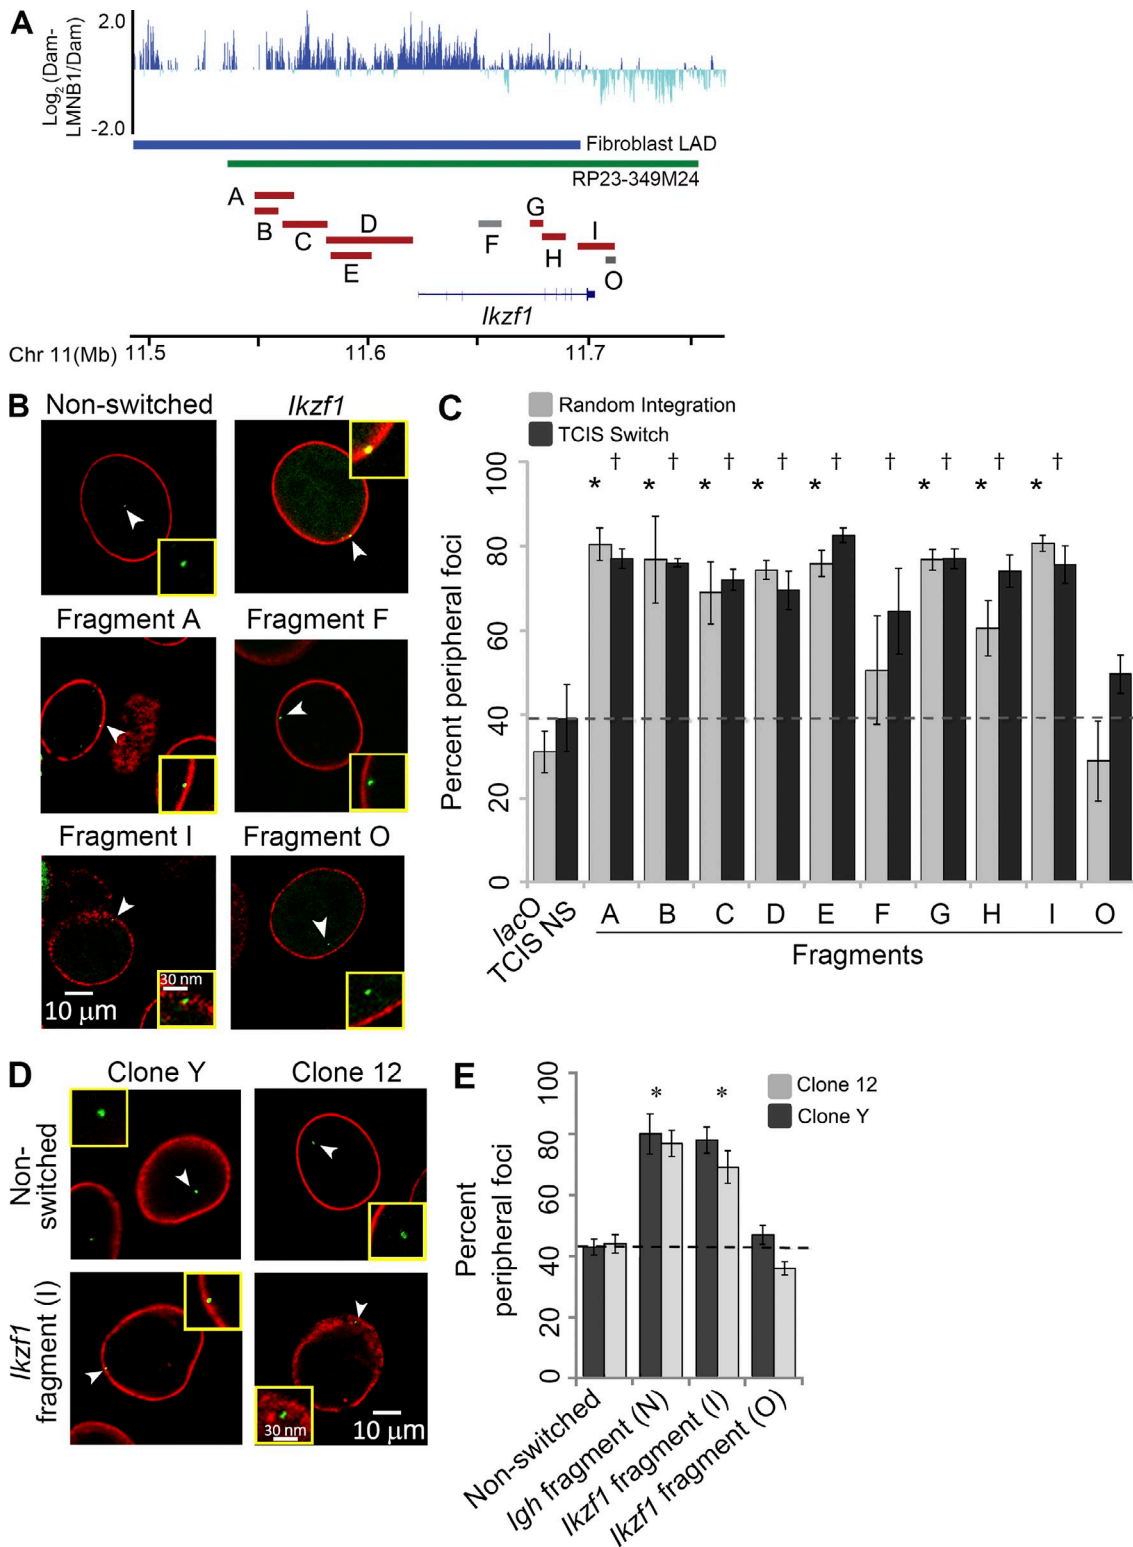 A
Log2 (Dam-
LMNB1/Dam)
2.0
-2.0
Fibroblast LAD
RP23-349M24
A
B
C
D
E
F
G
H
I
O
Ikzf1
Chr 11(Mb)
11.5
11.6
11.7
B
Non-switched
Ikzf1
Fragment A
Fragment F
Fragment I
Fragment O
30 nm
10 μm
C
Random Integration
TCIS Switch
Percent peripheral foci
100
80
60
40
20
0
* † * † * † * † * † † * † * † * †
lacO
TCIS NS
A B C D E F G H I O
Fragments
D
Clone Y
Clone 12
Non-
switched
Ikzf1
fragment (I)
30 nm
10 μm
E
Clone 12
Clone Y
Percent
peripheral foci
100
80
60
40
20
0
* *
Non-switched
Igh fragment (N)
Ikzf1 fragment (I)
Ikzf1 fragment (O)